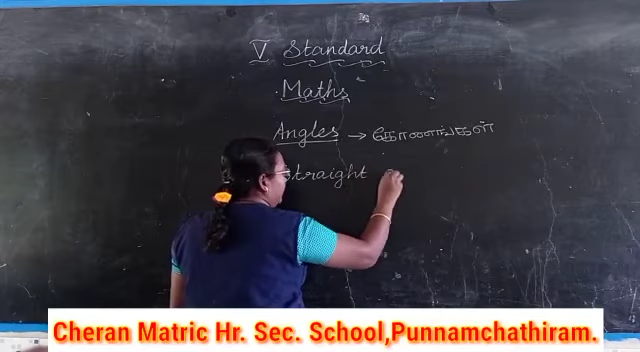 V Standard
Maths
Angles → கோணங்கள்
Straight
Cheran Matric Hr. Sec. School,Punnamchathiram.